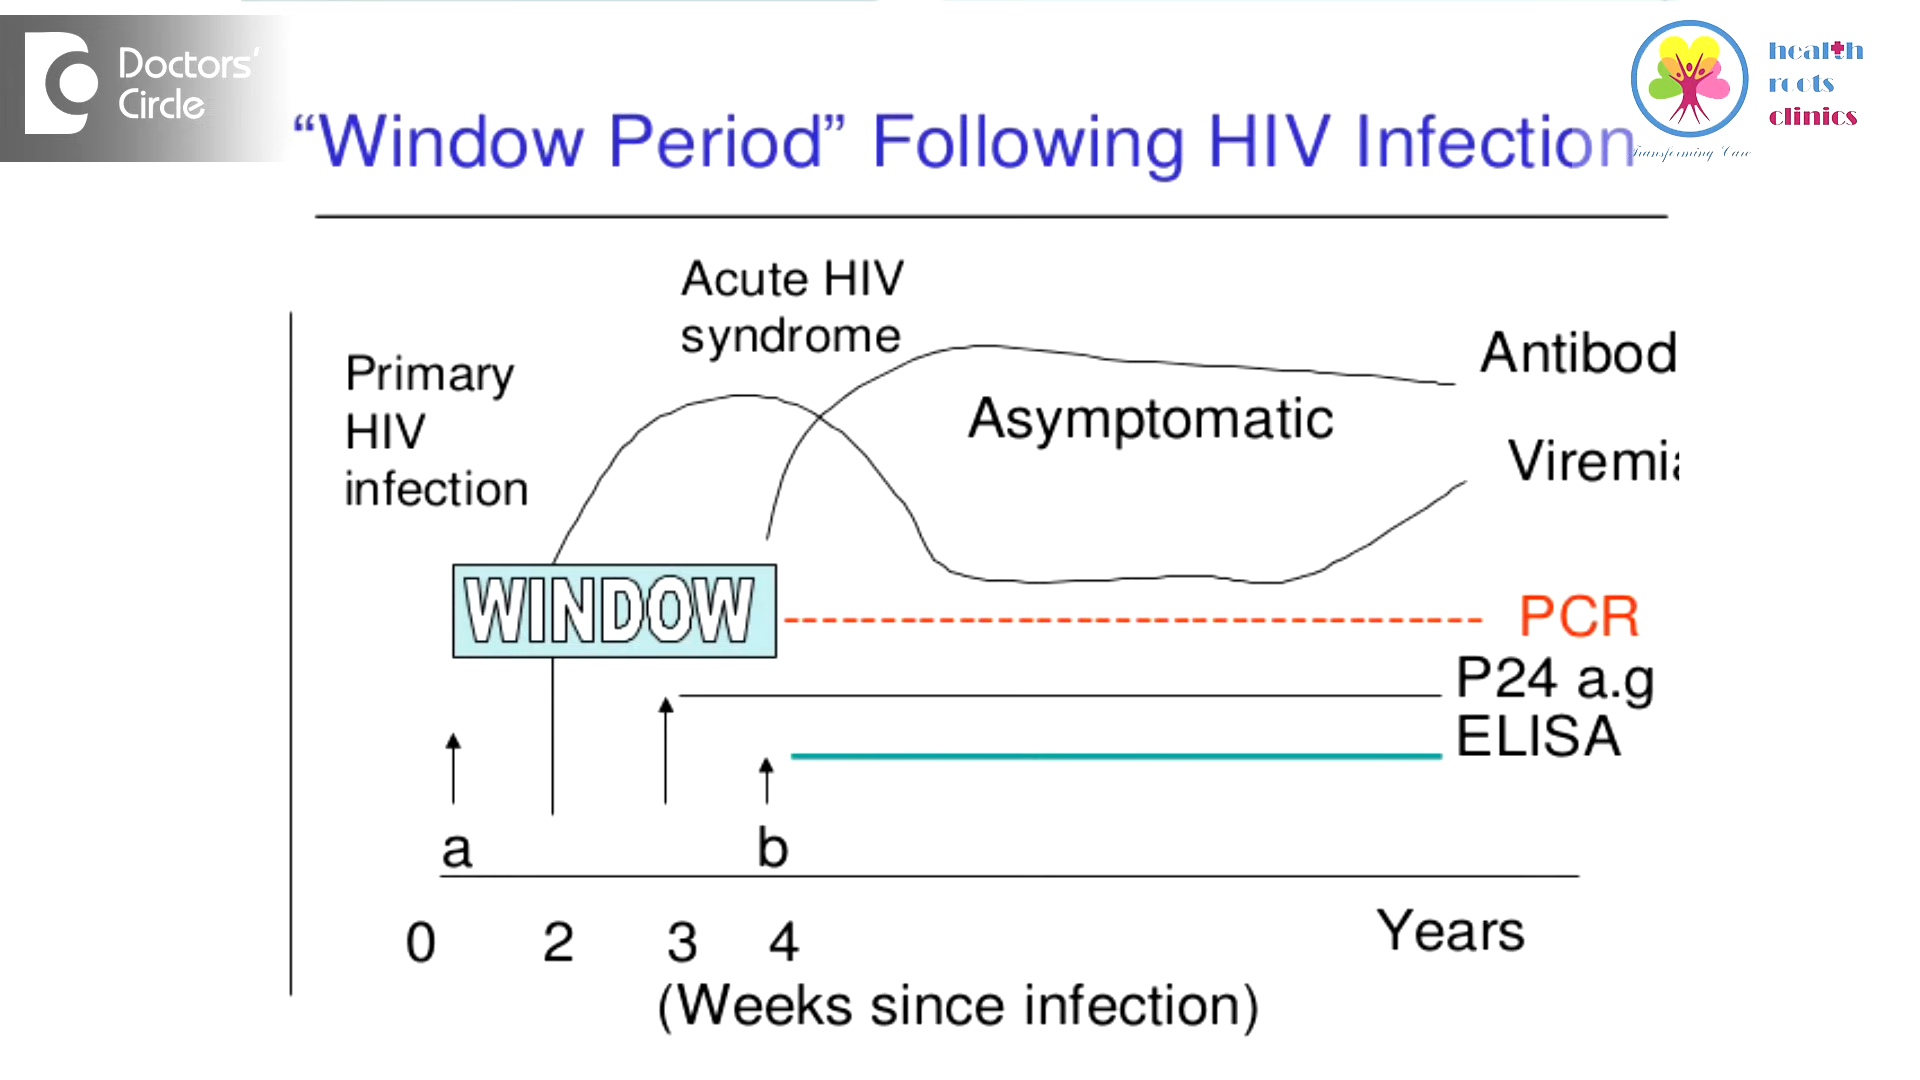 Doctors'
Circle
health
roots
clinics
Transforming Care
“Window Period” Following HIV Infection
Acute HIV
syndrome
Primary
HIV
infection
Antibod
Asymptomatic
Viremia
WINDOW
PCR
P24 a.g
ELISA
a b
0 2 3 4 Years
(Weeks since infection)